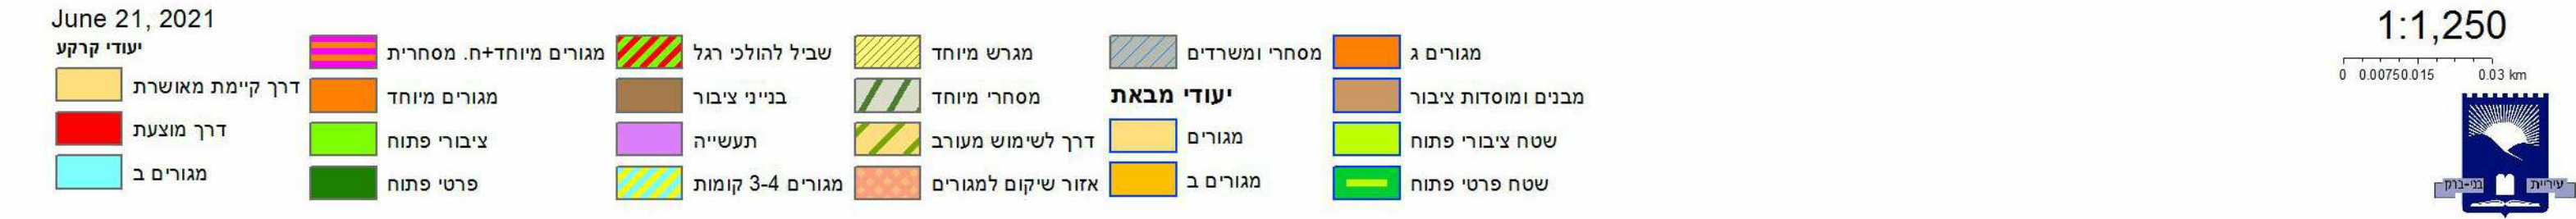 June 21, 2021
יעודי קרקע
דרך קיימת מאושרת
דרך מוצעת
מגורים ב
מגורים מיוחד+ח. מסחרית
מגורים מיוחד
ציבורי פתוח
פרטי פתוח
שביל להולכי רגל
בנייני ציבור
תעשייה
מגורים 3-4 קומות
מגרש מיוחד
מסחרי מיוחד
דרך לשימוש מעורב
אזור שיקום למגורים
מסחרי ומשרדים
יעודי מבאת
מגורים
מגורים ב
מגורים ג
מבנים ומוסדות ציבור
שטח ציבורי פתוח
שטח פרטי פתוח
1:1,250
0 0.00750.015 0.03 km
עיריית בני-ברק